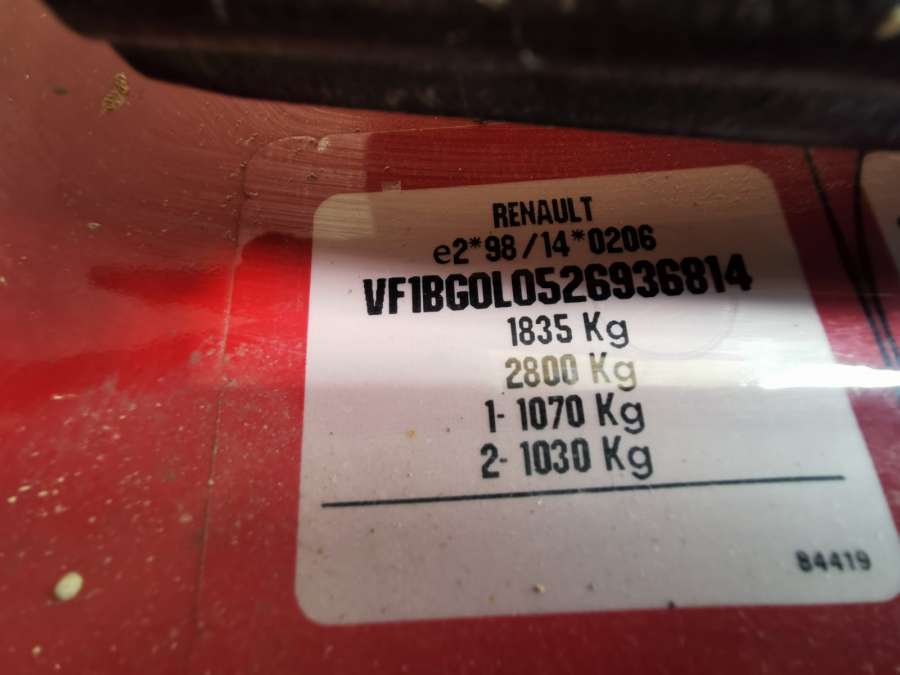 RENAULT
e2*98/14*0206
VF1BG0L0526936814
1835 Kg
2800 Kg
1- 1070 Kg
2- 1030 Kg
84419